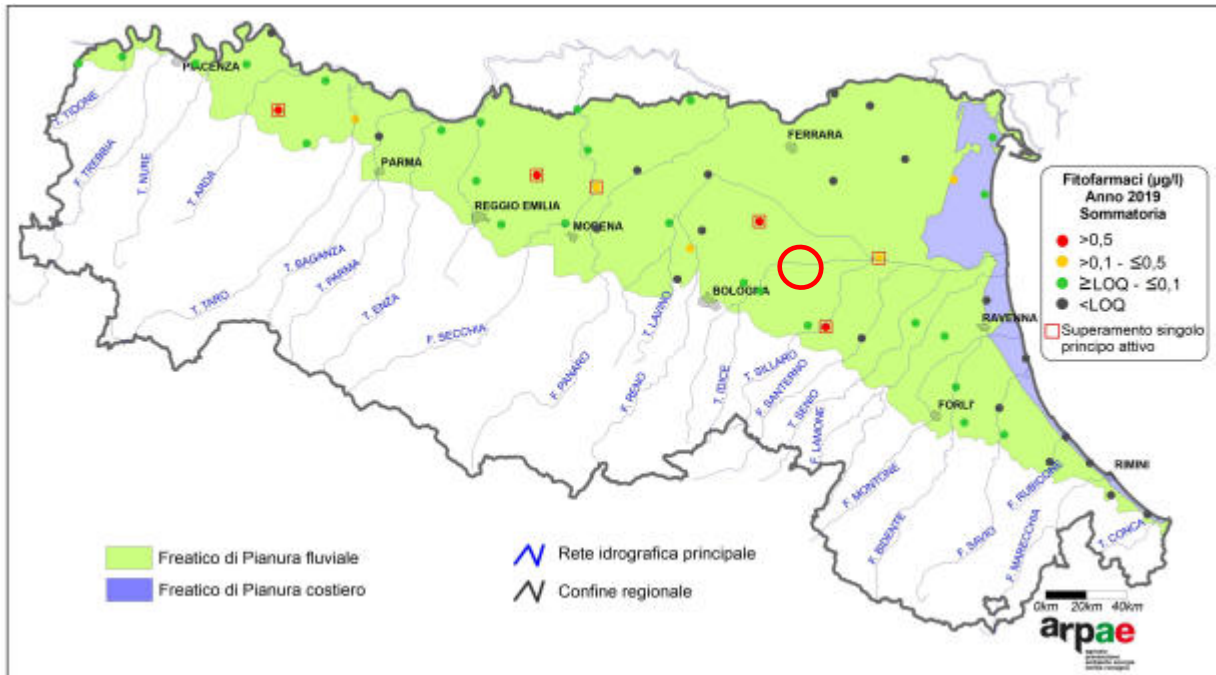 PIACENZA
T. TIDONE
F. TREBBIA
T. NURE
T. ARDA
PARMA
FERRARA
REGGIO EMILIA
MODENA
BOLOGNA
RAVENNA
FORLI'
RIMINI
T. TARO
T. BAGANZA
T. PARMA
T. ENZA
F. SECCHIA
F. PANARO
T. LAVINO
F. RENO
T. IDICE
T. SILLARO
F. SANTERNO
T. SENIO
F. LAMONE
F. MONTONE
F. BIDENTE
F. SAVIO
F. RUBICONE
F. MARECCHIA
T. CONCA
Fitofarmaci (µg/l)
Anno 2019
Sommatoria
>0,5
>0,1 - ≤0,5
≥LOQ - ≤0,1
<LOQ
Superamento singolo
principo attivo
Freatico di Pianura fluviale
Freatico di Pianura costiero
Rete idrografica principale
Confine regionale
0km 20km 40km
arpae